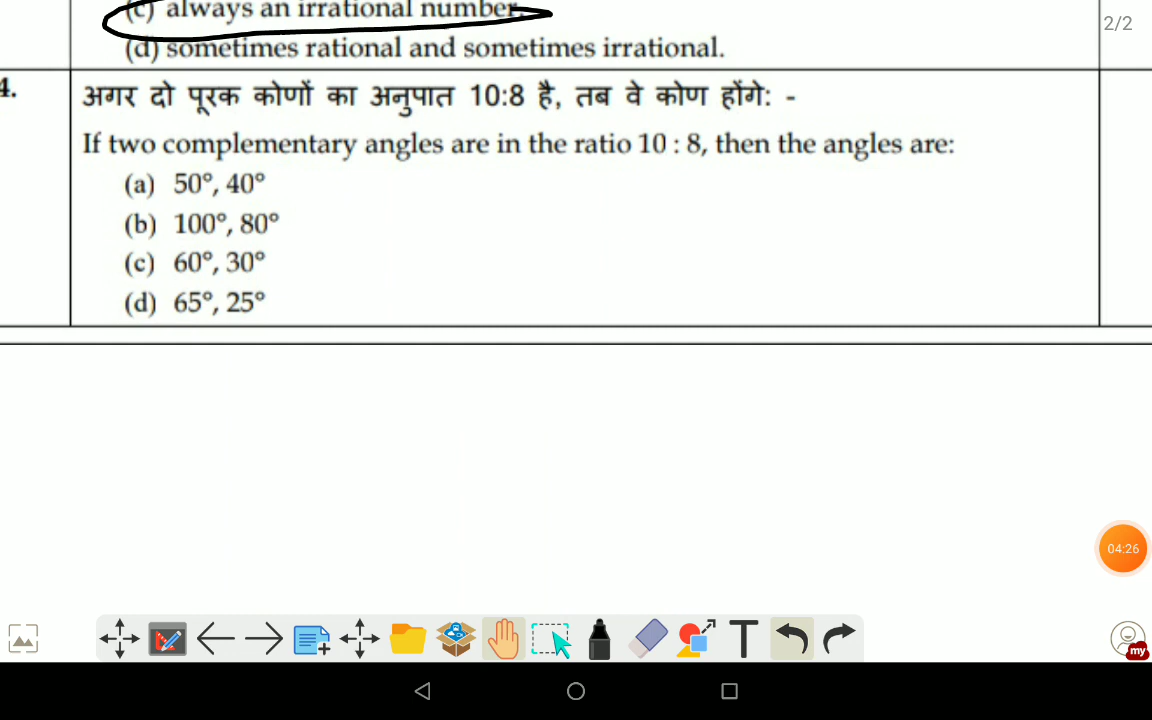 (c) always an irrational number.
(d) sometimes rational and sometimes irrational.
2/2
4.
अगर दो पूरक कोणों का अनुपात 10:8 है, तब वे कोण होंगे: -
If two complementary angles are in the ratio 10 : 8, then the angles are:
(a) 50°, 40°
(b) 100°, 80°
(c) 60°, 30°
(d) 65°, 25°
04:26
T
my